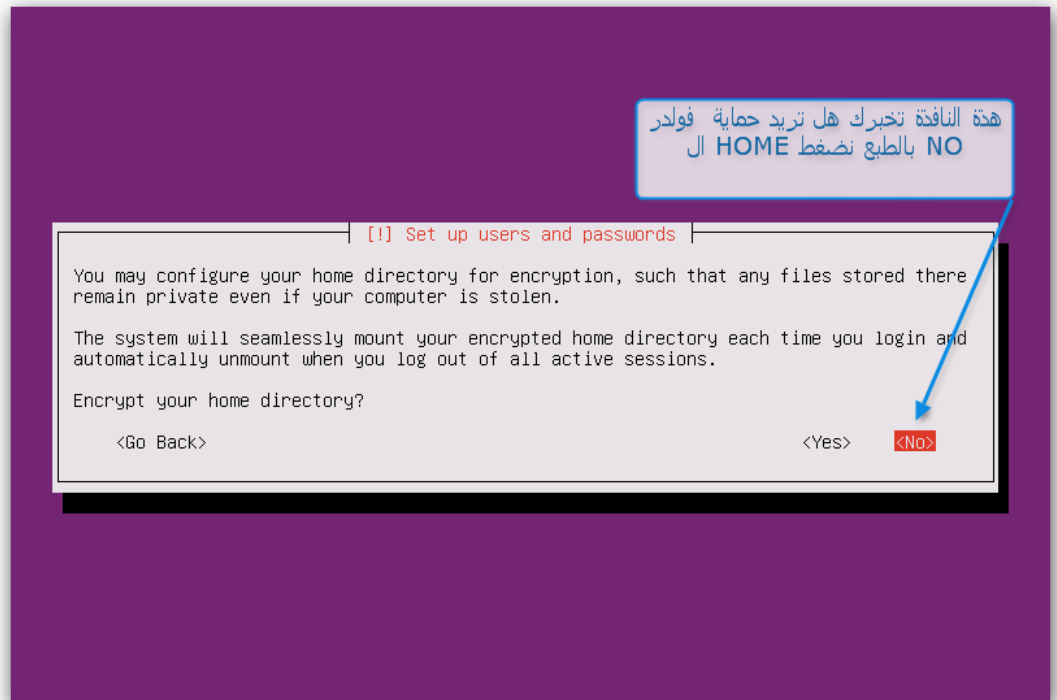 هدة النافذة تخبرك هل تريد حماية فولدر
ال HOME بالطبع نضغط NO
[!] Set up users and passwords
You may configure your home directory for encryption, such that any files stored there
remain private even if your computer is stolen.
The system will seamlessly mount your encrypted home directory each time you login and
automatically unmount when you log out of all active sessions.
Encrypt your home directory?
<Go Back> <Yes> <No>